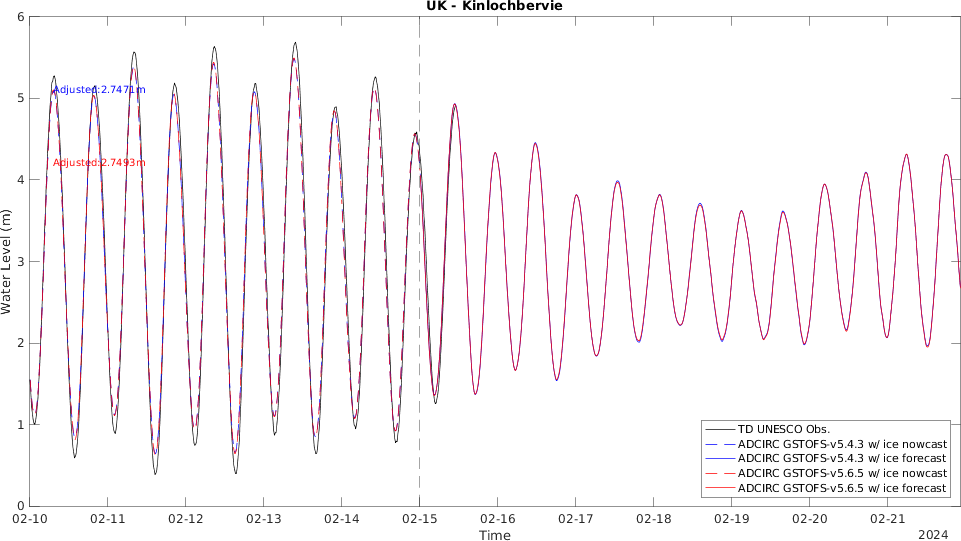 UK - Kinlochbervie
6
5
4
3
2
1
0
Water Level (m)
Adjusted:2.7471m
Adjusted:2.7493m
TD UNESCO Obs.
ADCIRC GSTOFS-v5.4.3 w/ ice nowcast
ADCIRC GSTOFS-v5.4.3 w/ ice forecast
ADCIRC GSTOFS-v5.6.5 w/ ice nowcast
ADCIRC GSTOFS-v5.6.5 w/ ice forecast
02-10 02-11 02-12 02-13 02-14 02-15 02-16 02-17 02-18 02-19 02-20 02-21
Time
2024